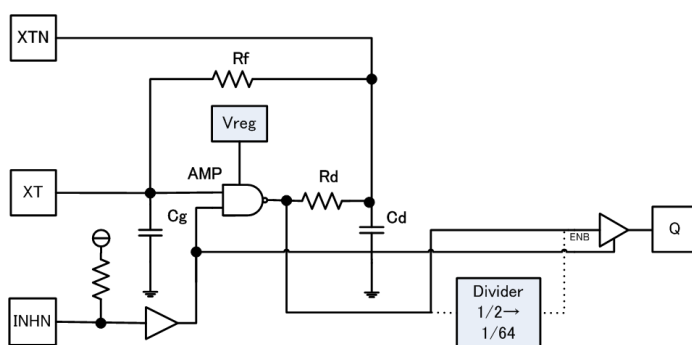 XTN
Rf
Vreg
AMP
Rd
XT
Cg
Cd
ENB
Q
INHN
Divider
1/2→
1/64